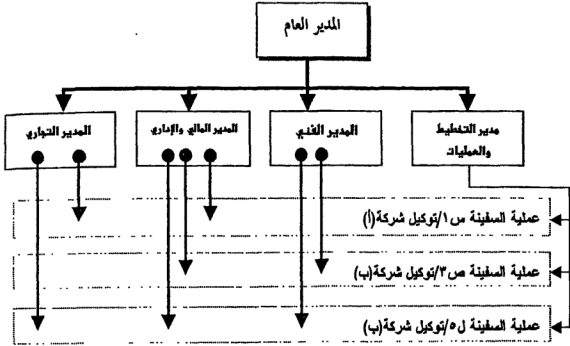 المدير العام
مدير التخطيط
والعمليات
المدير الفني
المدير المالي والإداري
المدير التجاري
عملية السفينة س١/توكيل شركة(أ)
عملية السفينة ص٣/توكيل شركة(ب)
عملية السفينة ل٥/توكيل شركة(ب)